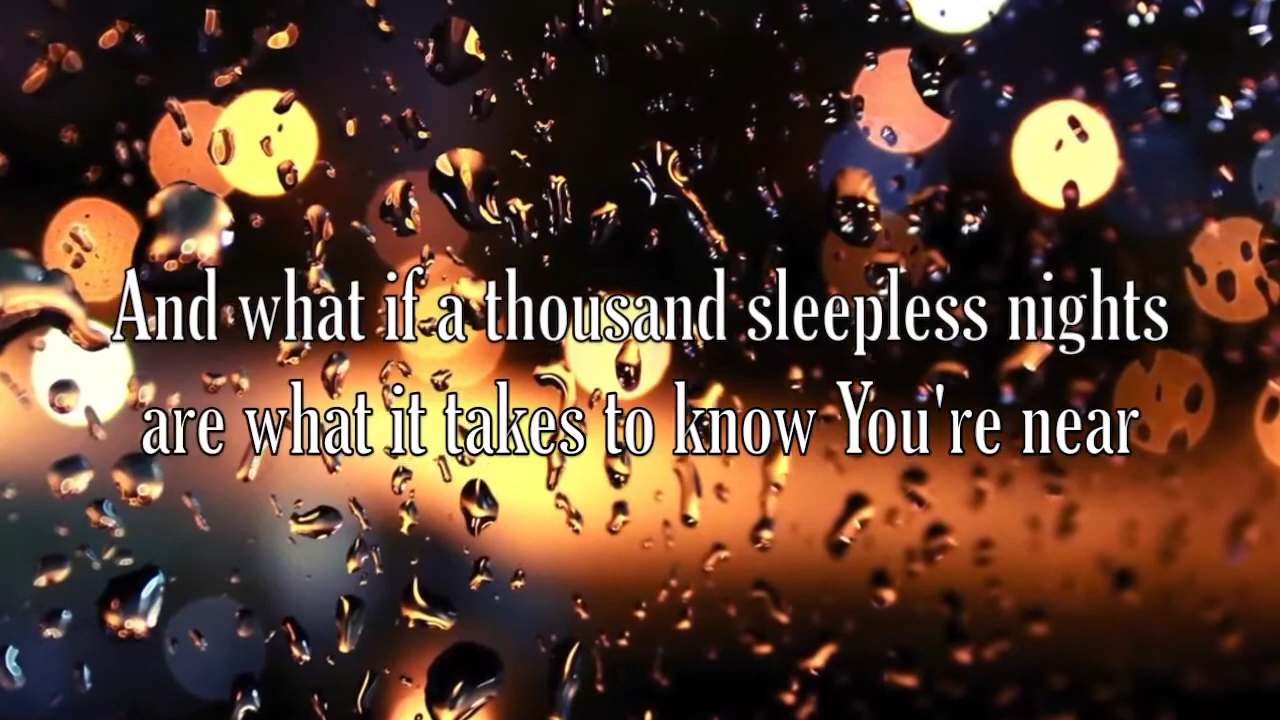 And what if a thousand sleepless nights
are what it takes to know You're near